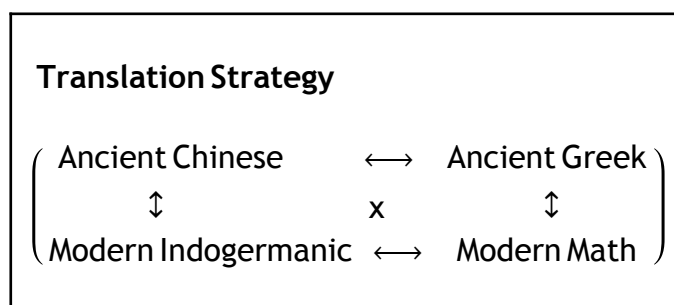 Translation Strategy
Ancient Chinese ⟷ Ancient Greek
↕ x ↕
Modern Indogermanic ⟷ Modern Math